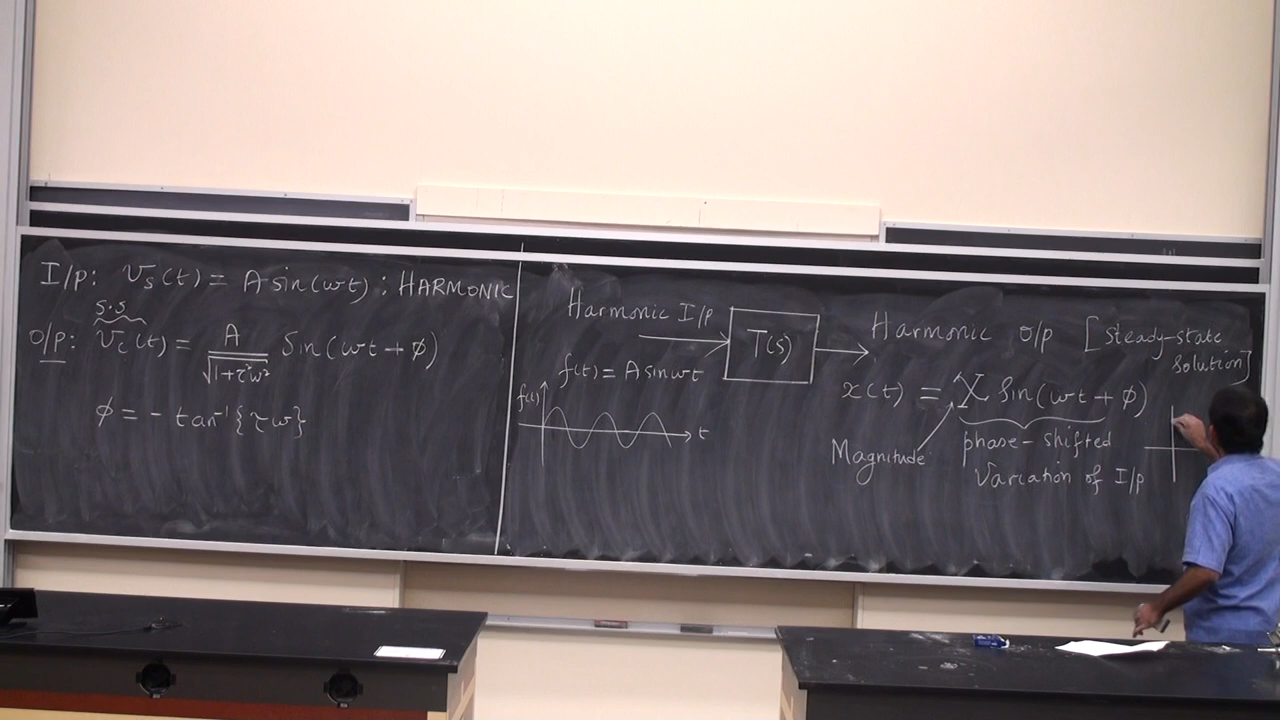 I/p: v_s(t) = A sin(ωt) : HARMONIC
s.s
O/p: v_c(t) = A/√(1+τ²ω²) Sin(ωt + φ)
φ = - tan⁻¹{τω}
Harmonic I/p
T(s)
f(t) = A sin ωt
f(t)
t
Harmonic O/p [Steady-state
Solution]
x(t) = X Sin(ωt + φ)
Magnitude
phase-shifted
Variation of I/p